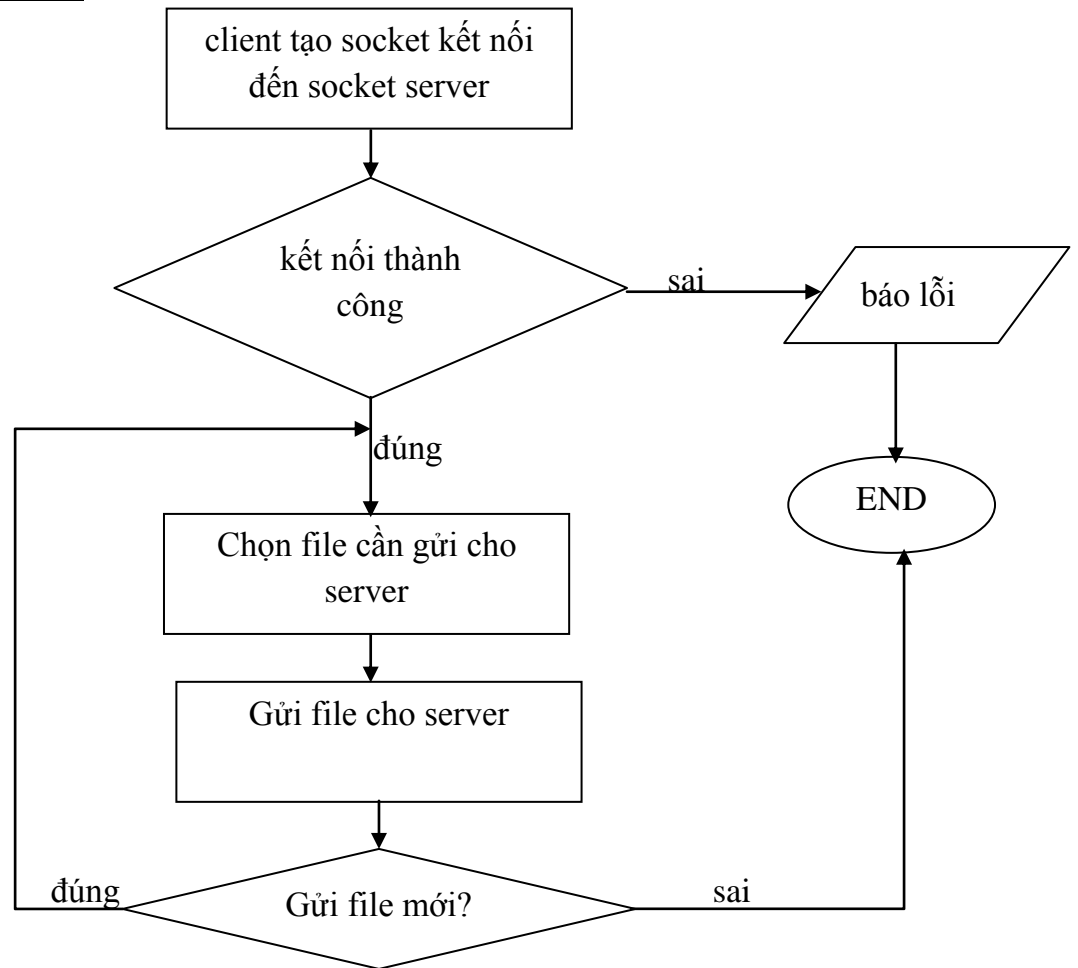 client tạo socket kết nối
đến socket server
kết nối thành
công
sai
báo lỗi
đúng
END
Chọn file cần gửi cho
server
Gửi file cho server
đúng
Gửi file mới?
sai